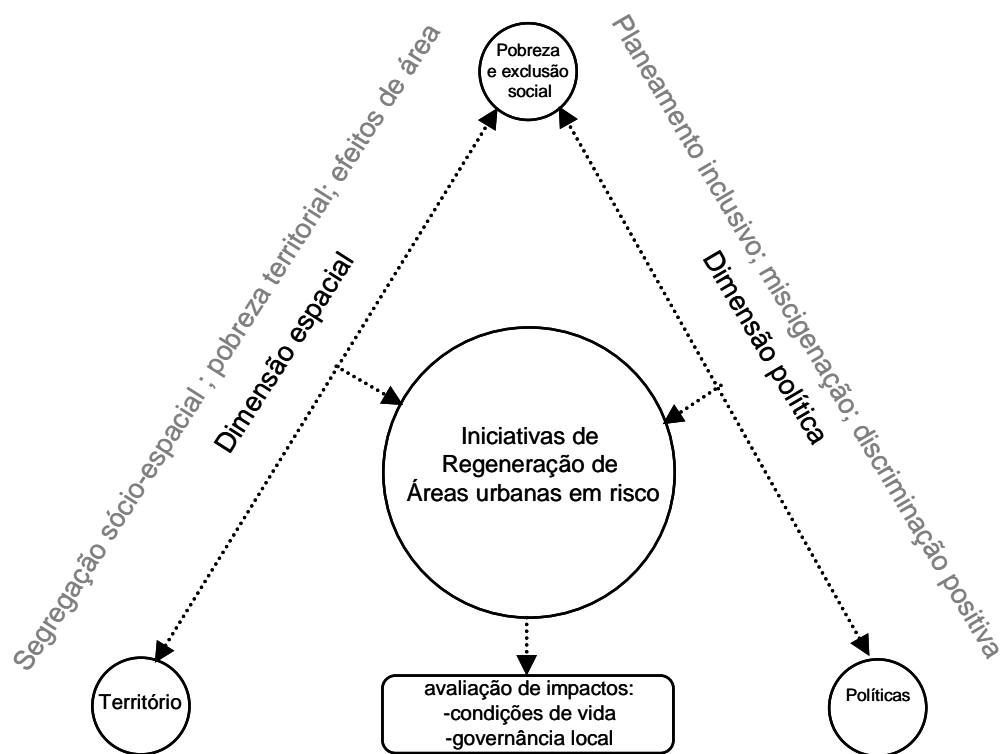 Pobreza
e exclusão
social
Segregação sócio-espacial ; pobreza territorial; efeitos de área
Dimensão espacial
Planeamento inclusivo; miscigenação; discriminação positiva
Dimensão política
Iniciativas de
Regeneração de
Áreas urbanas em risco
Território
avaliação de impactos:
-condições de vida
-governância local
Políticas